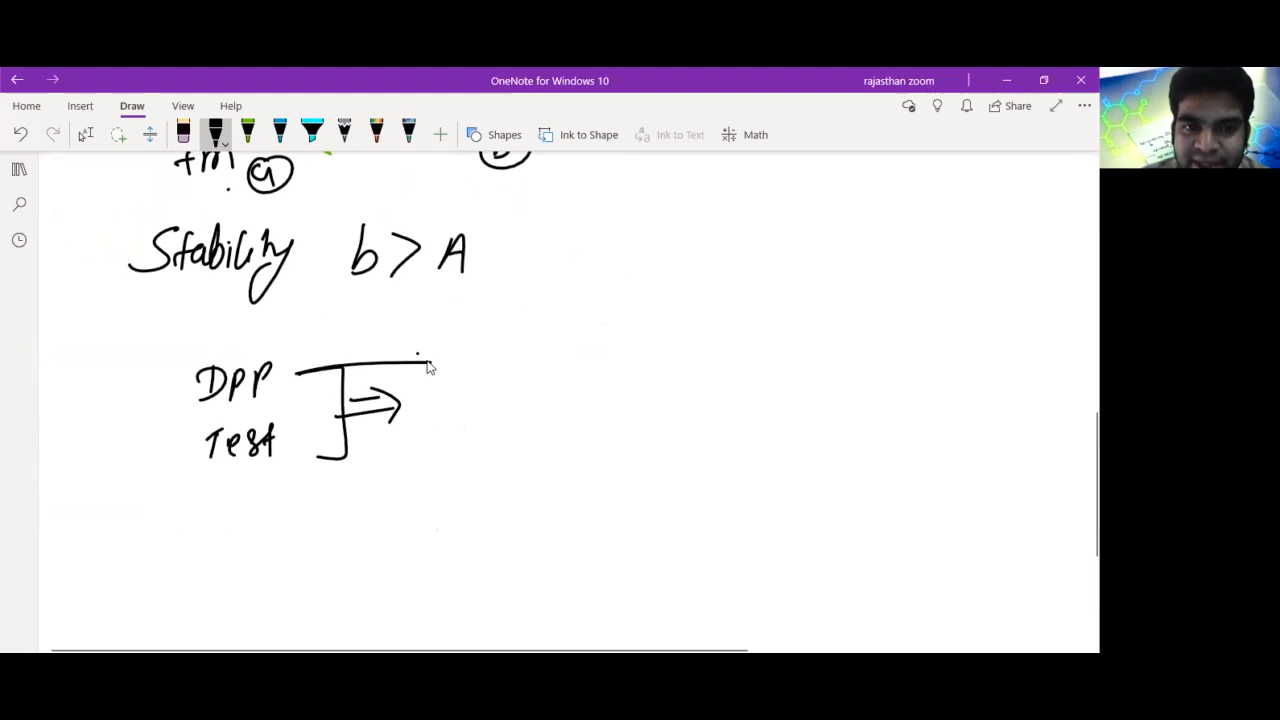 OneNote for Windows 10
rajasthan zoom
Home Insert Draw View Help
Share
Shapes Ink to Shape Ink to Text Math
+m a
Stability b > A
DPP
Test